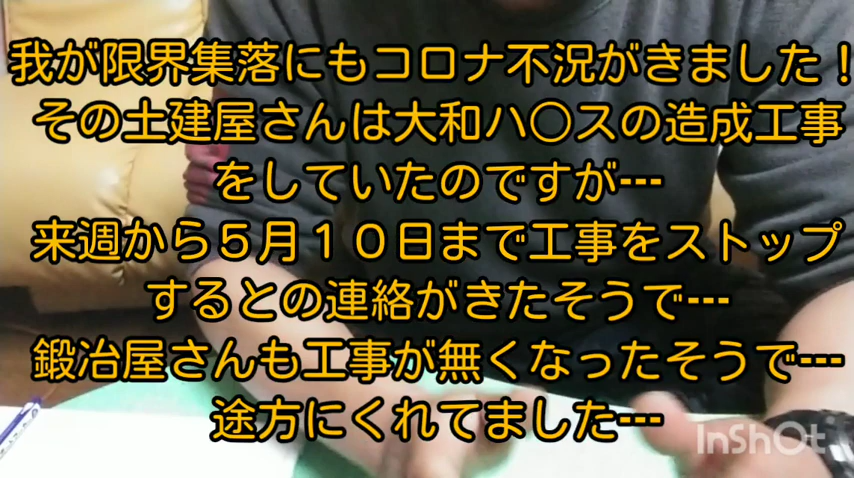 我が限界集落にもコロナ不況がきました！
その土建屋さんは大和ハ〇スの造成工事
をしていたのですが…
来週から５月１０日まで工事をストップ
するとの連絡がきたそうで…
鍛冶屋さんも工事が無くなったそうで…
途方にくれてました…
InShOt